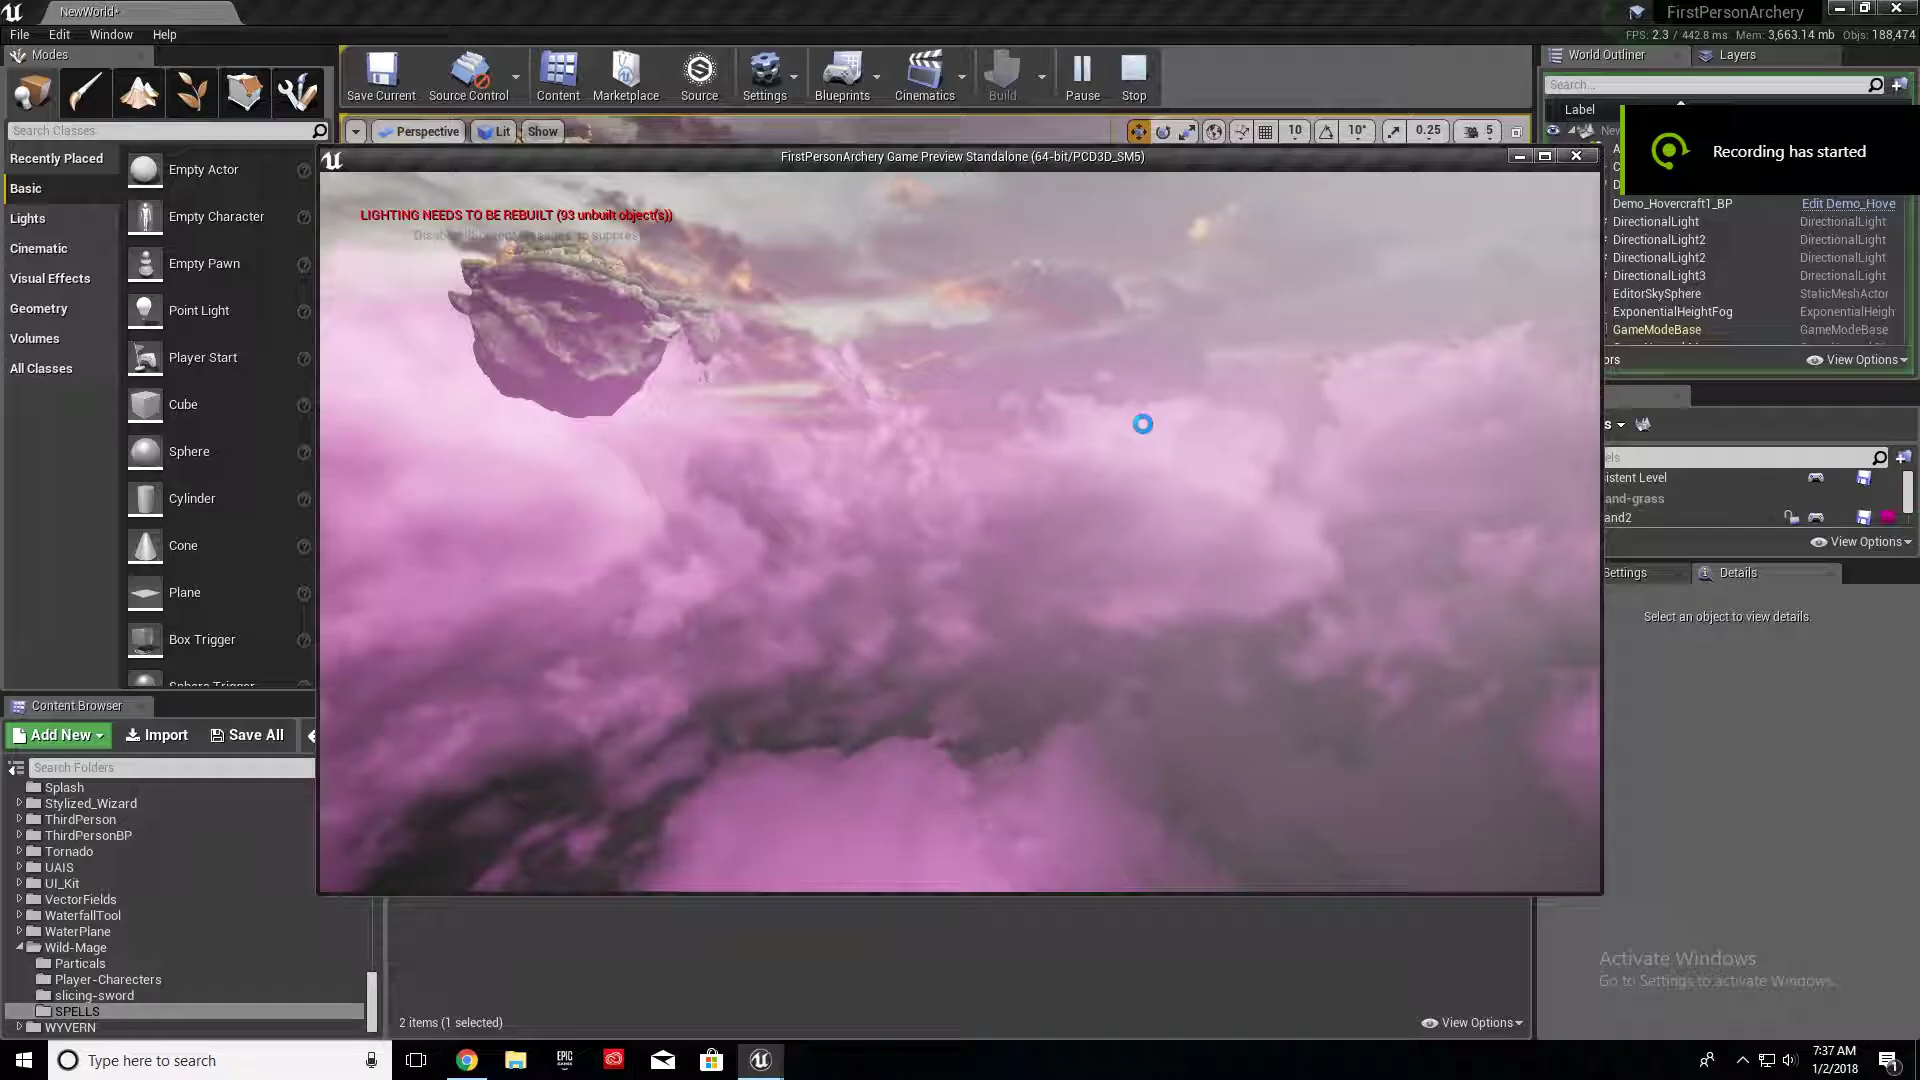 NewWorld*
FirstPersonArchery
File Edit Window Help
FPS: 2.3 / 442.8 ms Mem: 3,663.14 mb Objs: 188,474
Modes
World Outliner Layers
Save Current Source Control Content Marketplace Source Settings Blueprints Cinematics Build Pause Stop
Search...
Label
Search Classes
Perspective Lit Show 10 10° 0.25 5
Recording has started
FirstPersonArchery Game Preview Standalone (64-bit/PCD3D_SM5)
Recently Placed
Basic
Lights
Cinematic
Visual Effects
Geometry
Volumes
All Classes
Empty Actor
Empty Character
Empty Pawn
Point Light
Player Start
Cube
Sphere
Cylinder
Cone
Plane
Box Trigger
Sphere Trigger
LIGHTING NEEDS TO BE REBUILT (93 unbuilt object(s))
Demo_Hovercraft1_BP Edit Demo_Hove
DirectionalLight DirectionalLight
DirectionalLight2 DirectionalLight
DirectionalLight2 DirectionalLight
DirectionalLight3 DirectionalLight
EditorSkySphere StaticMeshActor
ExponentialHeightFog ExponentialHeigh
GameModeBase GameModeBase
ors View Options
s
els
istent Level
and-grass
and2
View Options
Settings Details
Select an object to view details.
Content Browser
Add New Import Save All
Search Folders
Splash
Stylized_Wizard
ThirdPerson
ThirdPersonBP
Tornado
UAIS
UI_Kit
VectorFields
WaterfallTool
WaterPlane
Wild-Mage
Particals
Player-Charecters
slicing-sword
SPELLS
WYVERN
2 items (1 selected)
View Options
Activate Windows
Go to Settings to activate Windows.
Type here to search
EPIC GAMES
7:37 AM
1/2/2018
1